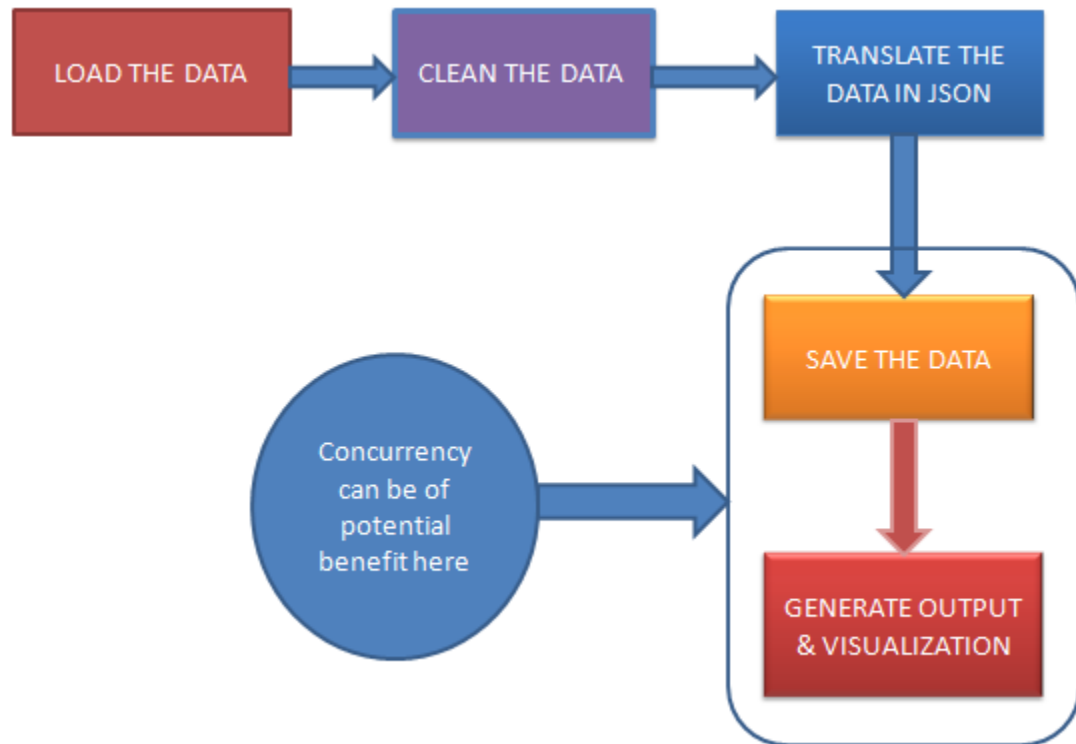 LOAD THE DATA
CLEAN THE DATA
TRANSLATE THE
DATA IN JSON
SAVE THE DATA
Concurrency
can be of
potential
benefit here
GENERATE OUTPUT
& VISUALIZATION